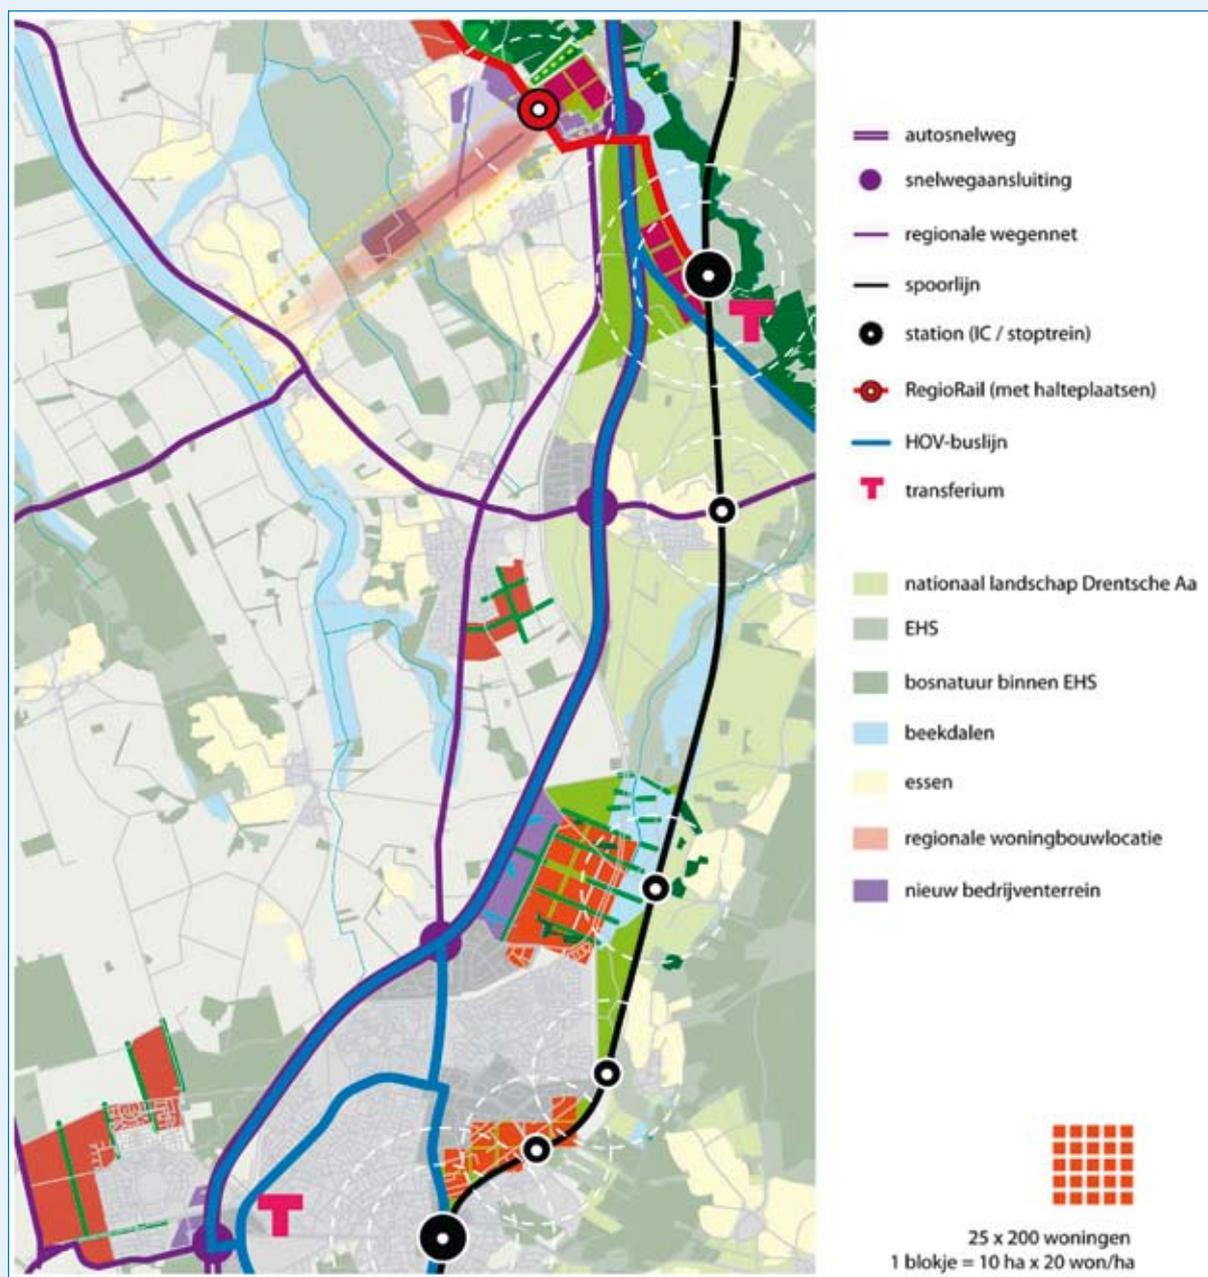 autosnelweg
snelwegaansluiting
regionale wegennet
spoorlijn
station (IC / stoptrein)
RegioRail (met halteplaatsen)
HOV-buslijn
T transferium
T
T
nationaal landschap Drentsche Aa
EHS
bosnatuur binnen EHS
beekdalen
essen
regionale woningbouwlocatie
nieuw bedrijventerrein
25 x 200 woningen
1 blokje = 10 ha x 20 won/ha